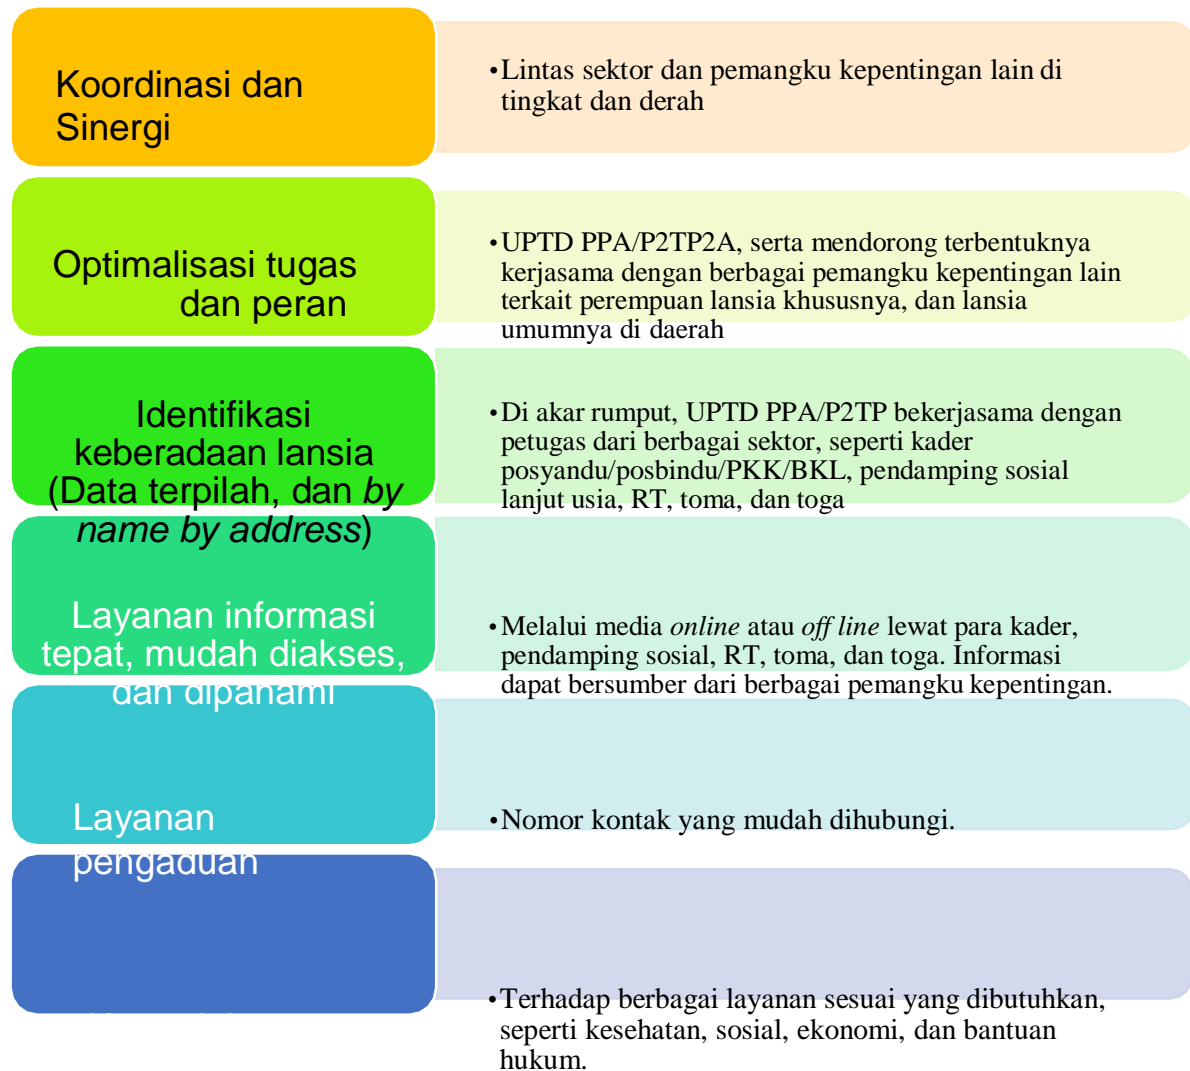 Koordinasi dan
Sinergi
•Lintas sektor dan pemangku kepentingan lain di
tingkat dan derah
Optimalisasi tugas
dan peran
•UPTD PPA/P2TP2A, serta mendorong terbentuknya
kerjasama dengan berbagai pemangku kepentingan lain
terkait perempuan lansia khususnya, dan lansia
umumnya di daerah
Identifikasi
keberadaan lansia
(Data terpilah, dan by
name by address)
•Di akar rumput, UPTD PPA/P2TP bekerjasama dengan
petugas dari berbagai sektor, seperti kader
posyandu/posbindu/PKK/BKL, pendamping sosial
lanjut usia, RT, toma, dan toga
Layanan informasi
tepat, mudah diakses,
dan dipahami
•Melalui media online atau off line lewat para kader,
pendamping sosial, RT, toma, dan toga. Informasi
dapat bersumber dari berbagai pemangku kepentingan.
Layanan
pengaduan
•Nomor kontak yang mudah dihubungi.
•Terhadap berbagai layanan sesuai yang dibutuhkan,
seperti kesehatan, sosial, ekonomi, dan bantuan
hukum.